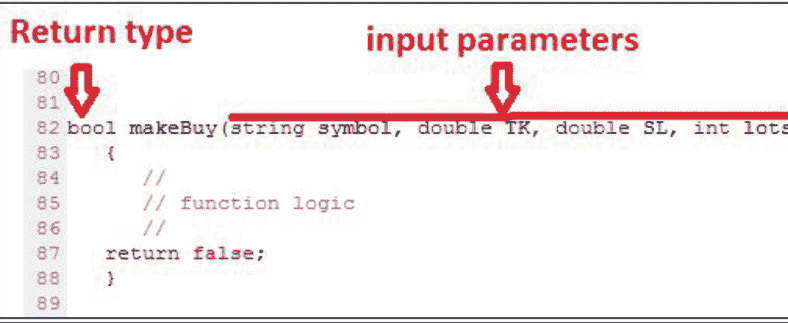 Return type
input parameters
80
81
82 bool makeBuy(string symbol, double TK, double SL, int lots
83 {
84 //
85 // function logic
86 //
87 return false;
88 }
89